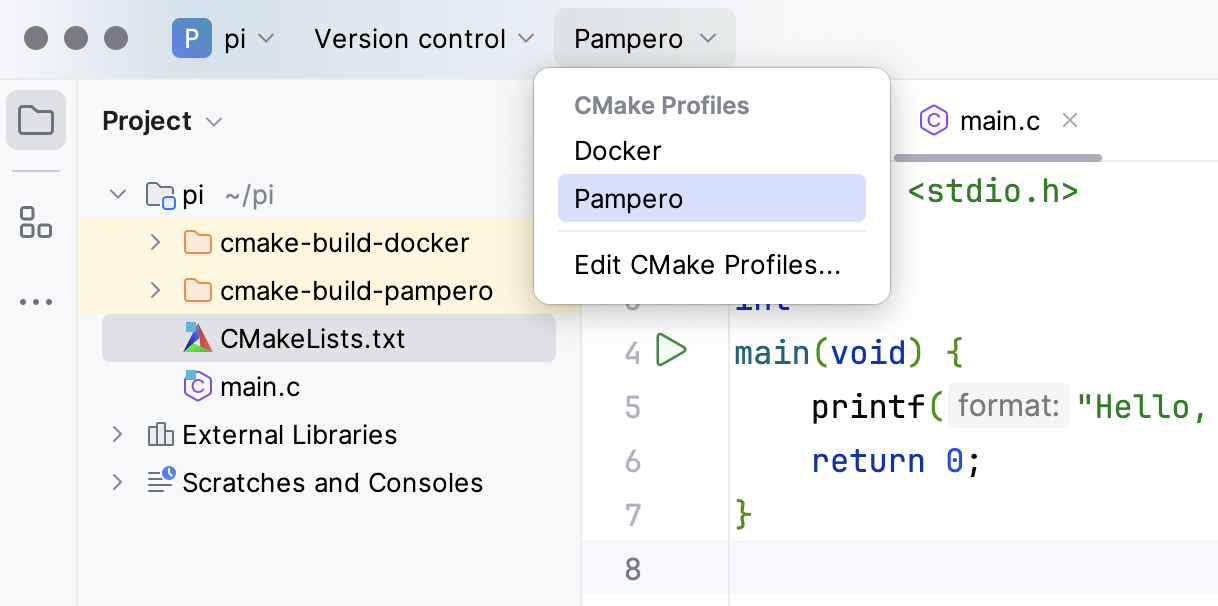 P pi Version control Pampero
Project
CMake Profiles
Docker
Pampero
Edit CMake Profiles...
pi ~/pi
cmake-build-docker
cmake-build-pampero
CMakeLists.txt
main.c
External Libraries
Scratches and Consoles
main.c
<stdio.h>
int
4 main(void) {
5 printf( format: "Hello,
6 return 0;
7 }
8